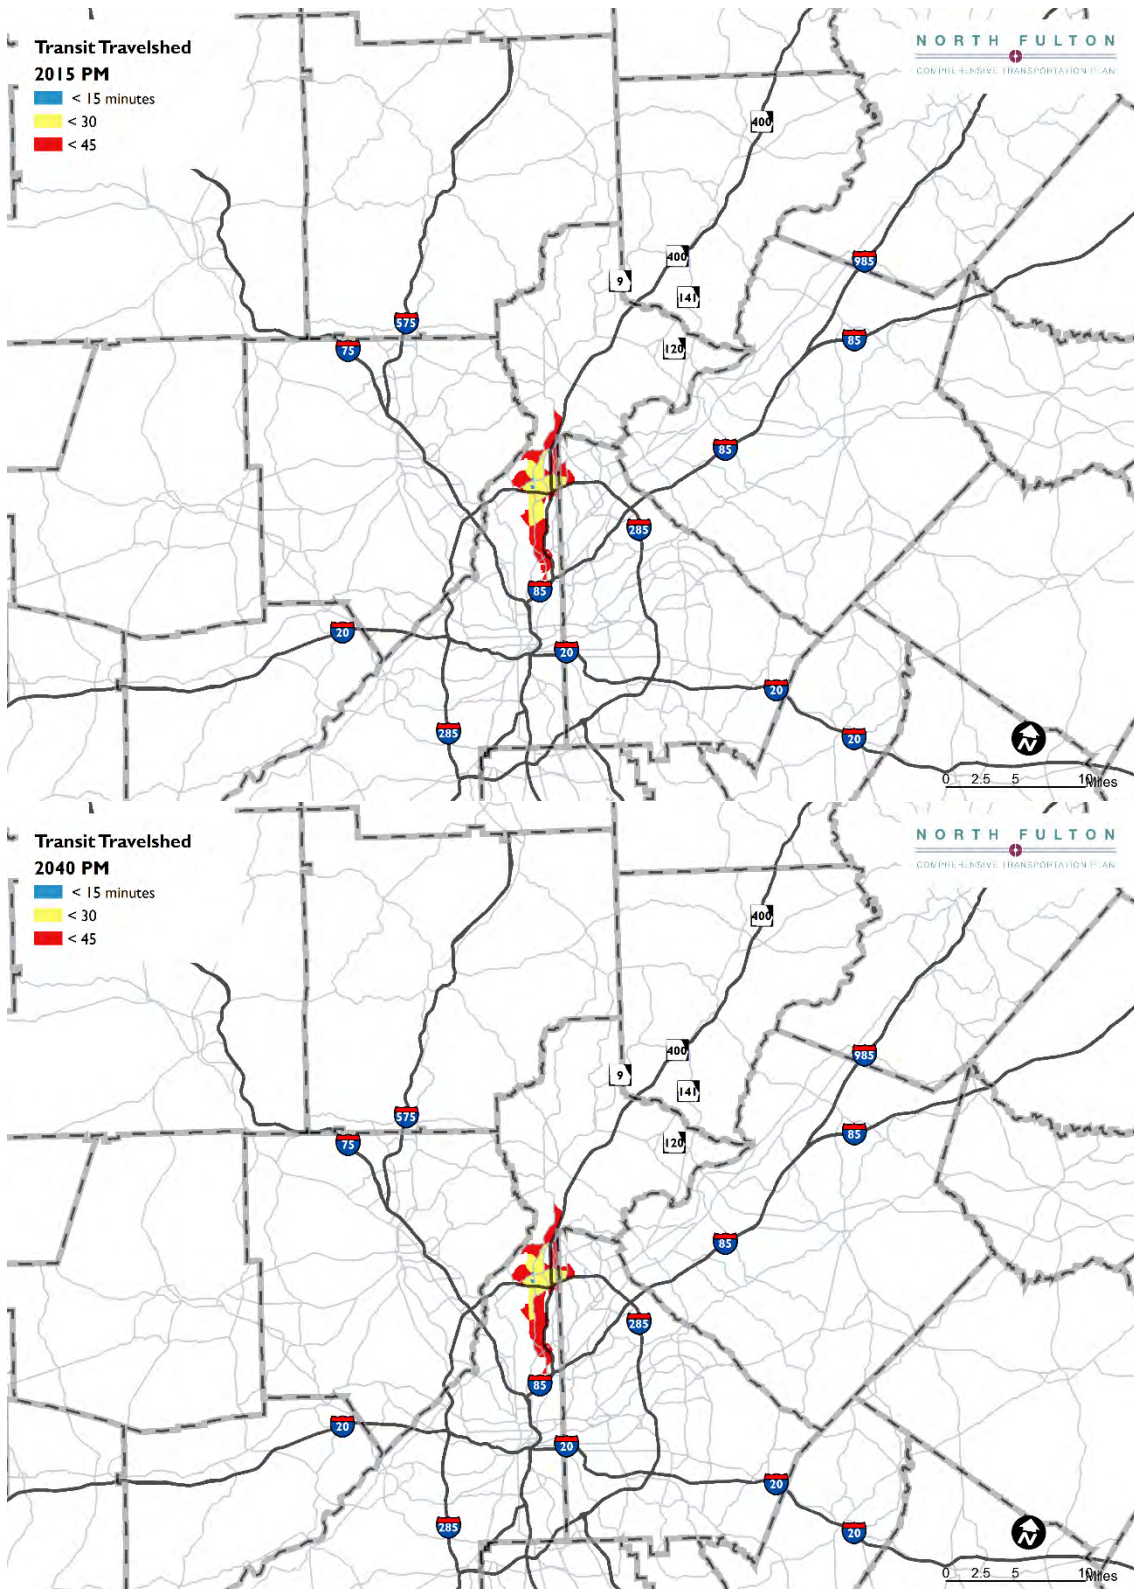 Transit Travelshed
2015 PM
< 15 minutes
< 30
< 45
NORTH FULTON
COMPREHENSIVE TRANSPORTATION PLAN
400
400
985
9
141
575
75
120
85
85
285
85
20
20
20
285
20
N
0 2.5 5 10 Miles
Transit Travelshed
2040 PM
< 15 minutes
< 30
< 45
NORTH FULTON
COMPREHENSIVE TRANSPORTATION PLAN
400
400
985
9
141
575
75
120
85
85
285
85
20
20
20
285
20
N
0 2.5 5 10 Miles